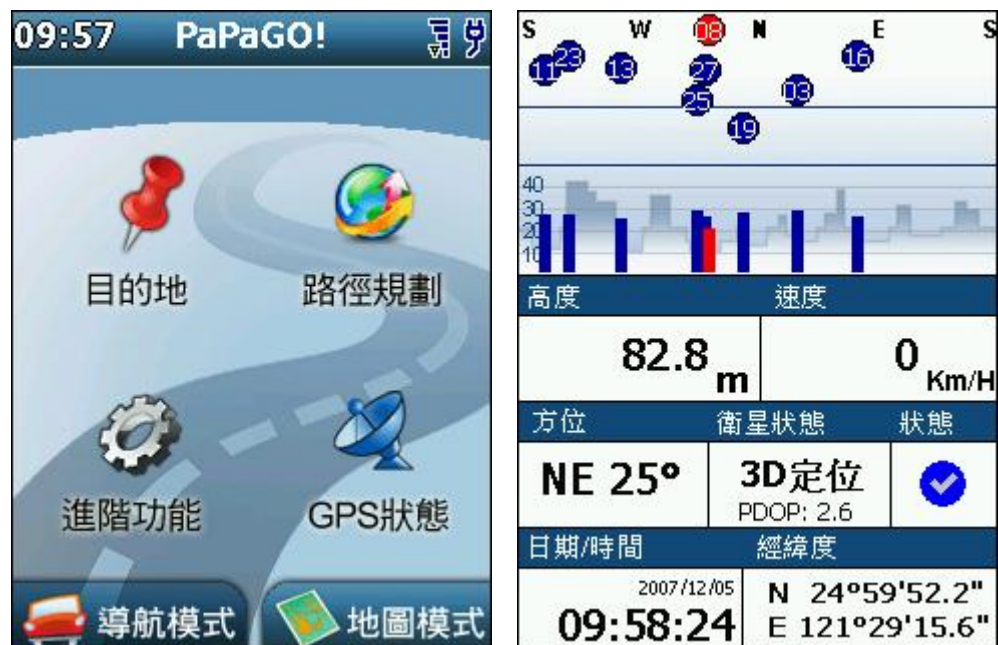 09:57 PaPaGO!
目的地 路徑規劃
進階功能 GPS狀態
導航模式 地圖模式
S W N E S
08
11 23 13 27 16
25 03
19
40
30
20
10
高度 速度
82.8 m 0 Km/H
方位 衛星狀態 狀態
NE 25° 3D定位
PDOP: 2.6
日期/時間 經緯度
2007/12/05 N 24°59'52.2"
09:58:24 E 121°29'15.6"